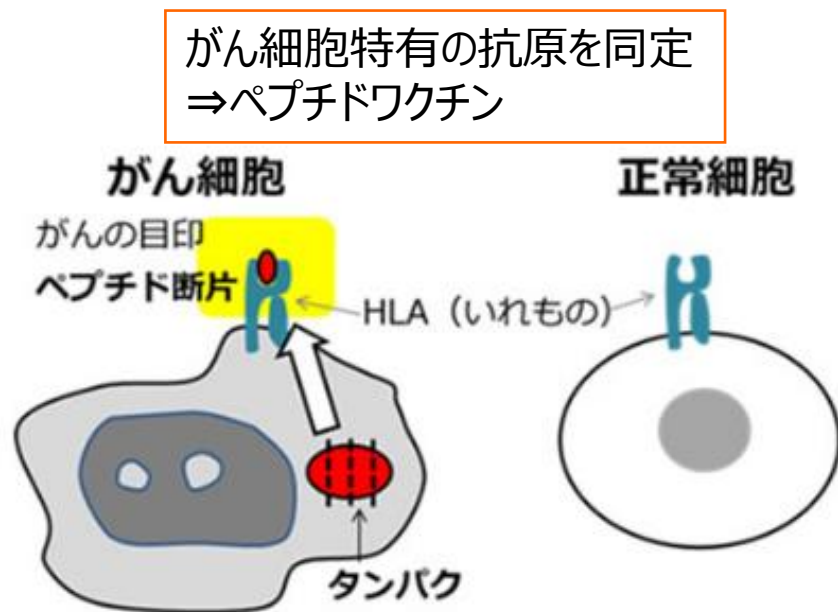 がん細胞特有の抗原を同定
⇒ペプチドワクチン
がん細胞
正常細胞
がんの目印
ペプチド断片
HLA（いれもの）
タンパク